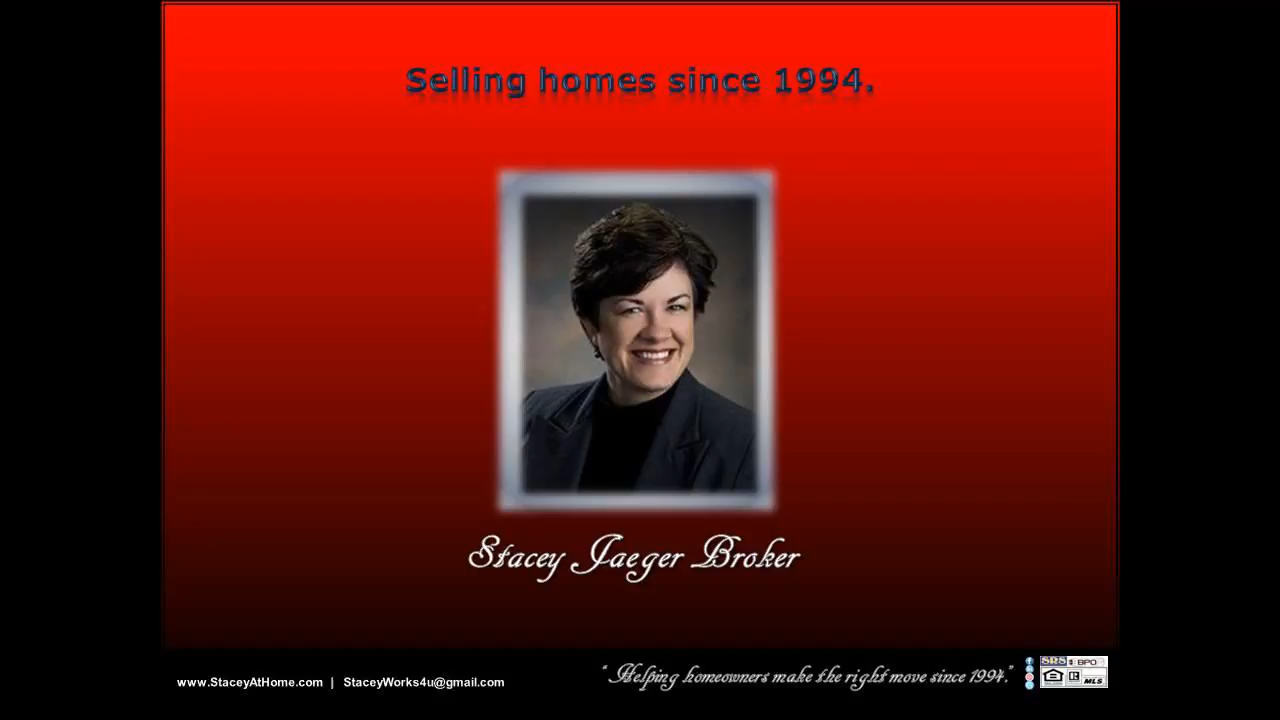 Selling homes since 1994.
Stacey Jaeger Broker
www.StaceyAtHome.com | StaceyWorks4u@gmail.com
"Helping homeowners make the right move since 1994."
SRS BPO
R MLS